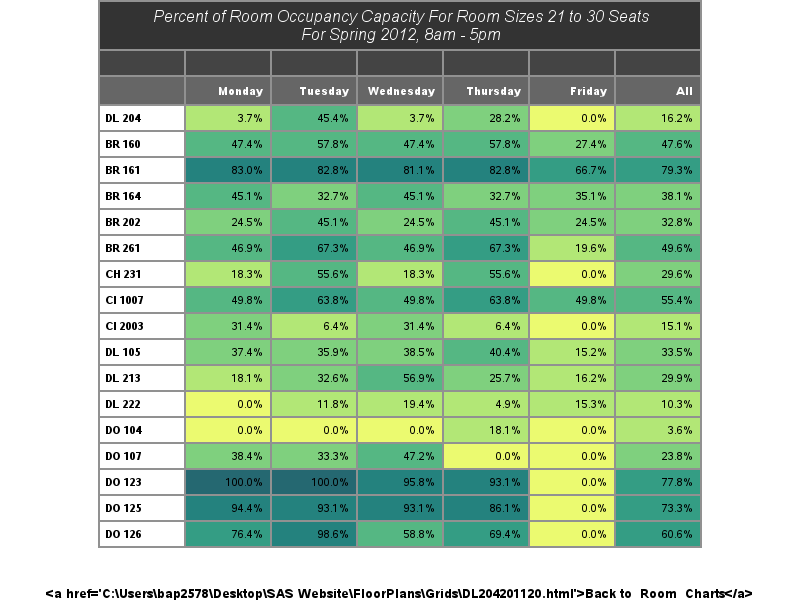 Percent of Room Occupancy Capacity For Room Sizes 21 to 30 Seats
For Spring 2012, 8am - 5pm
Monday Tuesday Wednesday Thursday Friday All
DL 204 3.7% 45.4% 3.7% 28.2% 0.0% 16.2%
BR 160 47.4% 57.8% 47.4% 57.8% 27.4% 47.6%
BR 161 83.0% 82.8% 81.1% 82.8% 66.7% 79.3%
BR 164 45.1% 32.7% 45.1% 32.7% 35.1% 38.1%
BR 202 24.5% 45.1% 24.5% 45.1% 24.5% 32.8%
BR 261 46.9% 67.3% 46.9% 67.3% 19.6% 49.6%
CH 231 18.3% 55.6% 18.3% 55.6% 0.0% 29.6%
CI 1007 49.8% 63.8% 49.8% 63.8% 49.8% 55.4%
CI 2003 31.4% 6.4% 31.4% 6.4% 0.0% 15.1%
DL 105 37.4% 35.9% 38.5% 40.4% 15.2% 33.5%
DL 213 18.1% 32.6% 56.9% 25.7% 16.2% 29.9%
DL 222 0.0% 11.8% 19.4% 4.9% 15.3% 10.3%
DO 104 0.0% 0.0% 0.0% 18.1% 0.0% 3.6%
DO 107 38.4% 33.3% 47.2% 0.0% 0.0% 23.8%
DO 123 100.0% 100.0% 95.8% 93.1% 0.0% 77.8%
DO 125 94.4% 93.1% 93.1% 86.1% 0.0% 73.3%
DO 126 76.4% 98.6% 58.8% 69.4% 0.0% 60.6%
<a href='C:\Users\bap2578\Desktop\SAS Website\FloorPlans\Grids\DL204201120.html'>Back to Room Charts</a>